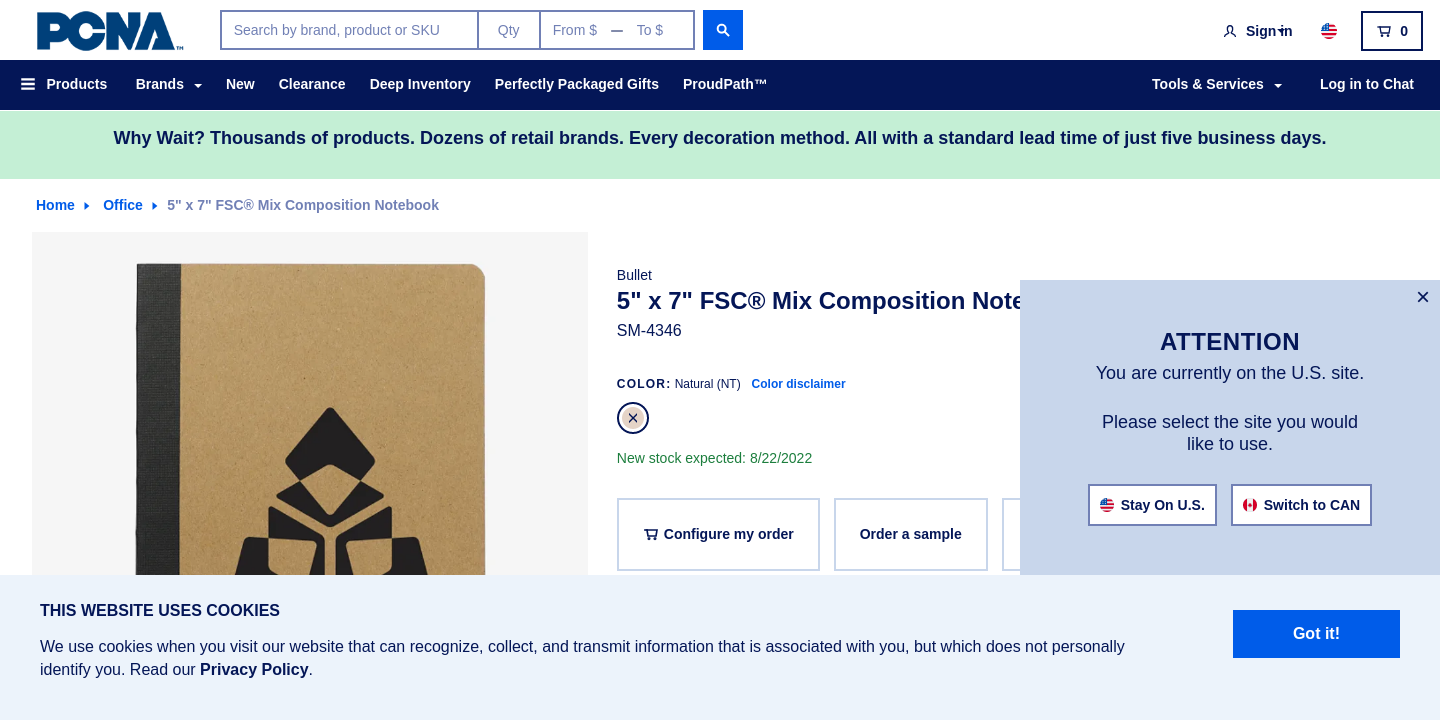 PCNA™
Search by brand, product or SKU
Qty
From $ — To $
Sign in
0
Products
Brands
New
Clearance
Deep Inventory
Perfectly Packaged Gifts
ProudPath™
Tools & Services
Log in to Chat
Why Wait? Thousands of products. Dozens of retail brands. Every decoration method. All with a standard lead time of just five business days.
Home
Office
5" x 7" FSC® Mix Composition Notebook
Bullet
5" x 7" FSC® Mix Composition Note
SM-4346
COLOR: Natural (NT) Color disclaimer
New stock expected: 8/22/2022
Configure my order
Order a sample
ATTENTION
You are currently on the U.S. site.
Please select the site you would
like to use.
Stay On U.S.
Switch to CAN
THIS WEBSITE USES COOKIES
We use cookies when you visit our website that can recognize, collect, and transmit information that is associated with you, but which does not personally
identify you. Read our Privacy Policy.
Got it!